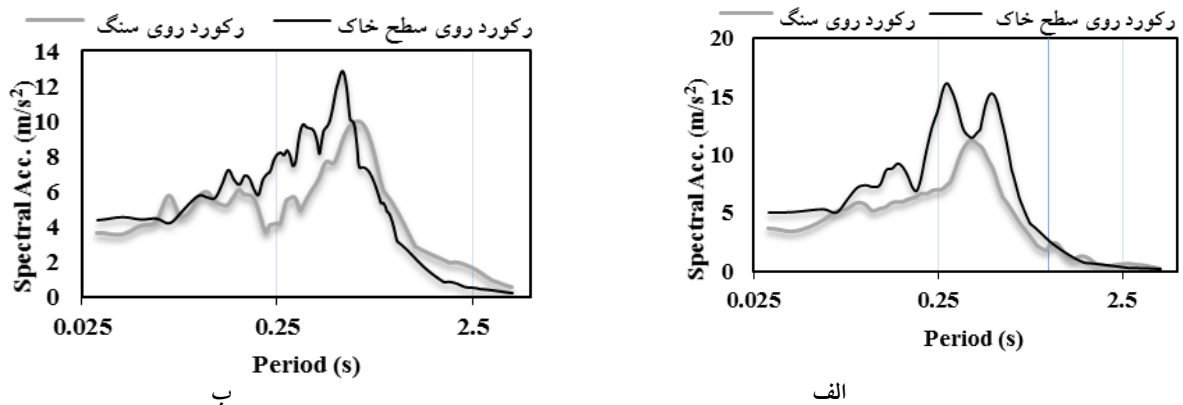 رکورد روی سطح خاک رکورد روی سنگ
20
15
10
5
0
Spectral Acc. (m/s²)
0.025 0.25 2.5
Period (s)
الف
رکورد روی سطح خاک رکورد روی سنگ
14
12
10
8
6
4
2
0
Spectral Acc. (m/s²)
0.025 0.25 2.5
Period (s)
ب